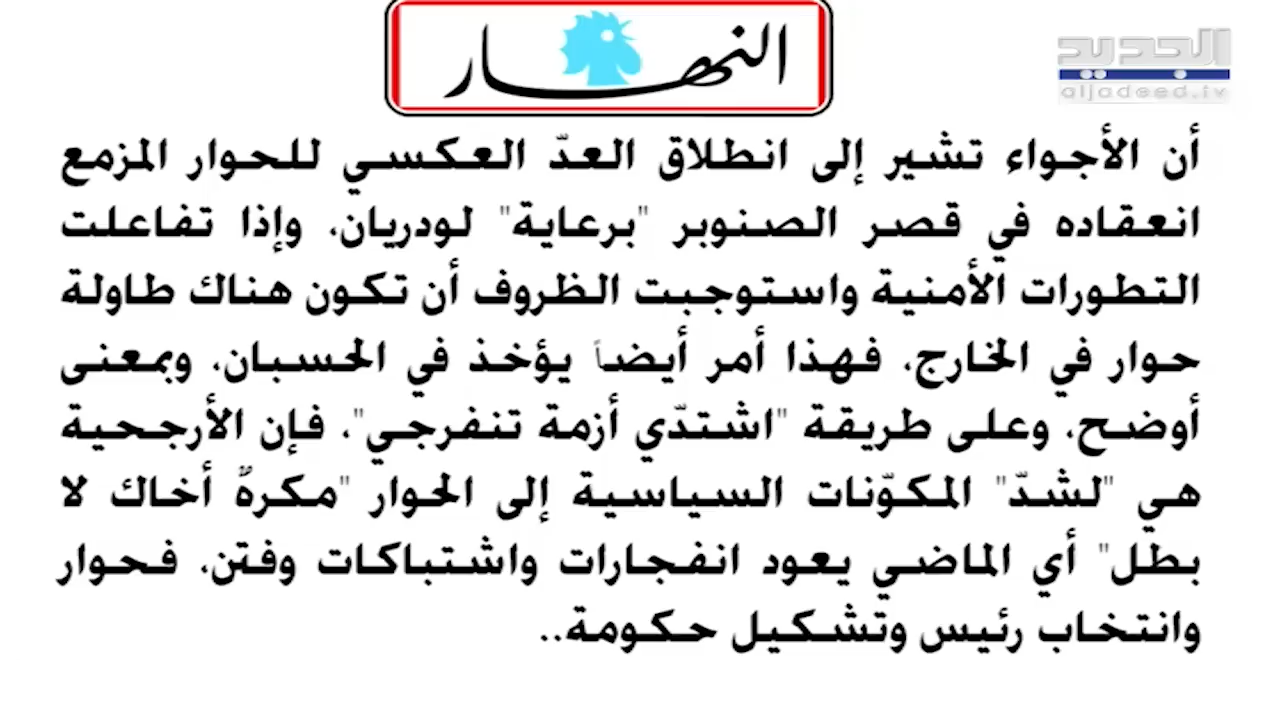 النهار
الجديد
aljadeed.tv
أن الأجواء تشير إلى انطلاق العدّ العكسي للحوار المزمع
انعقاده في قصر الصنوبر "برعاية" لودريان، وإذا تفاعلت
التطورات الأمنية واستوجبت الظروف أن تكون هناك طاولة
حوار في الخارج، فهذا أمر أيضاً يؤخذ في الحسبان، وبمعنى
أوضح، وعلى طريقة "اشتدّي أزمة تنفرجي"، فإن الأرجحية
هي "لشدّ" المكوّنات السياسية إلى الحوار "مكرهٌ أخاك لا
بطل" أي الماضي يعود انفجارات واشتباكات وفتن، فحوار
وانتخاب رئيس وتشكيل حكومة..